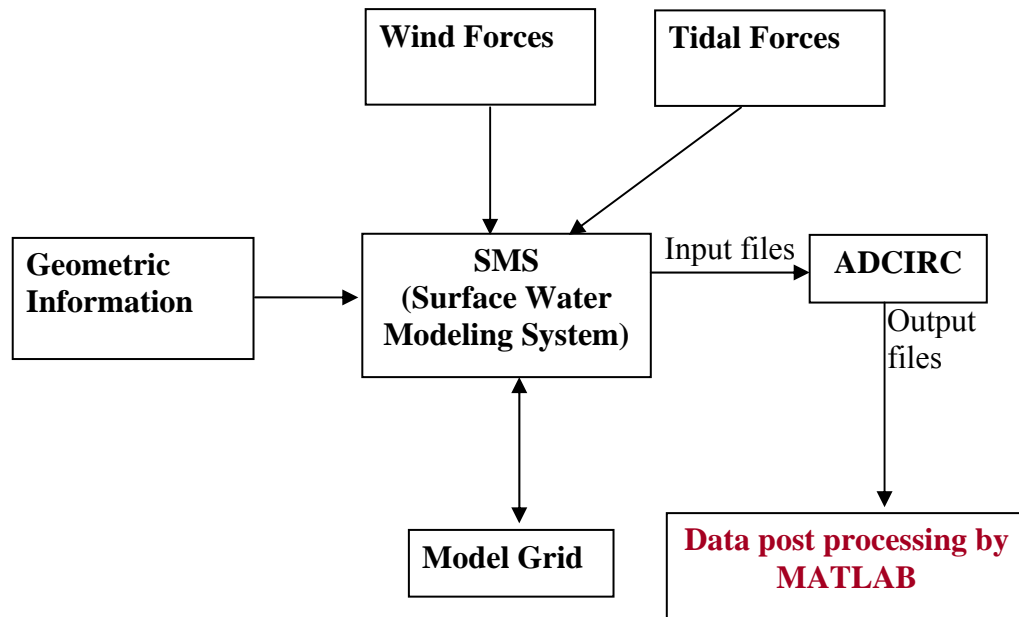 Wind Forces
Tidal Forces
Geometric
Information
SMS
(Surface Water
Modeling System)
Input files
ADCIRC
Output
files
Model Grid
Data post processing by
MATLAB